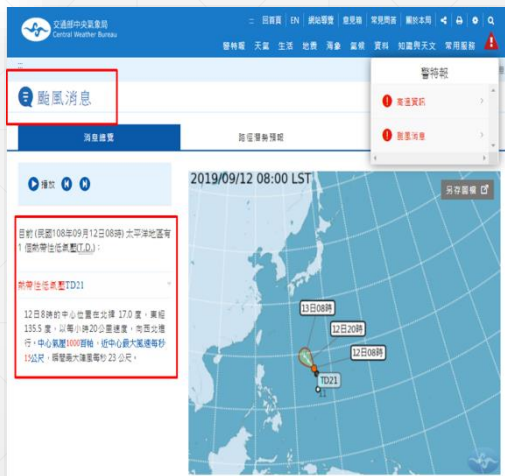 交通部中央氣象局
Central Weather Bureau
::: 回首頁 EN 網站導覽 意見箱 常見問答 關於本局
警特報 天氣 生活 地震 海象 氣候 資料 知識與天文 常用服務
警特報
颱風消息
高溫資訊
颱風消息
消息總覽
路徑潛勢預報
播放
2019/09/12 08:00 LST
另存圖檔
目前(民國108年09月12日08時)太平洋地區有
1 個熱帶性低氣壓(T.D.)：
熱帶性低氣壓TD21
12日8時的中心位置在北緯 17.0 度，東經
135.5 度，以每小時20公里速度，向西北進
行。中心氣壓1000百帕，近中心最大風速每秒
15公尺，瞬間最大陣風每秒 23 公尺。
13日08時
12日20時
12日08時
TD21
11